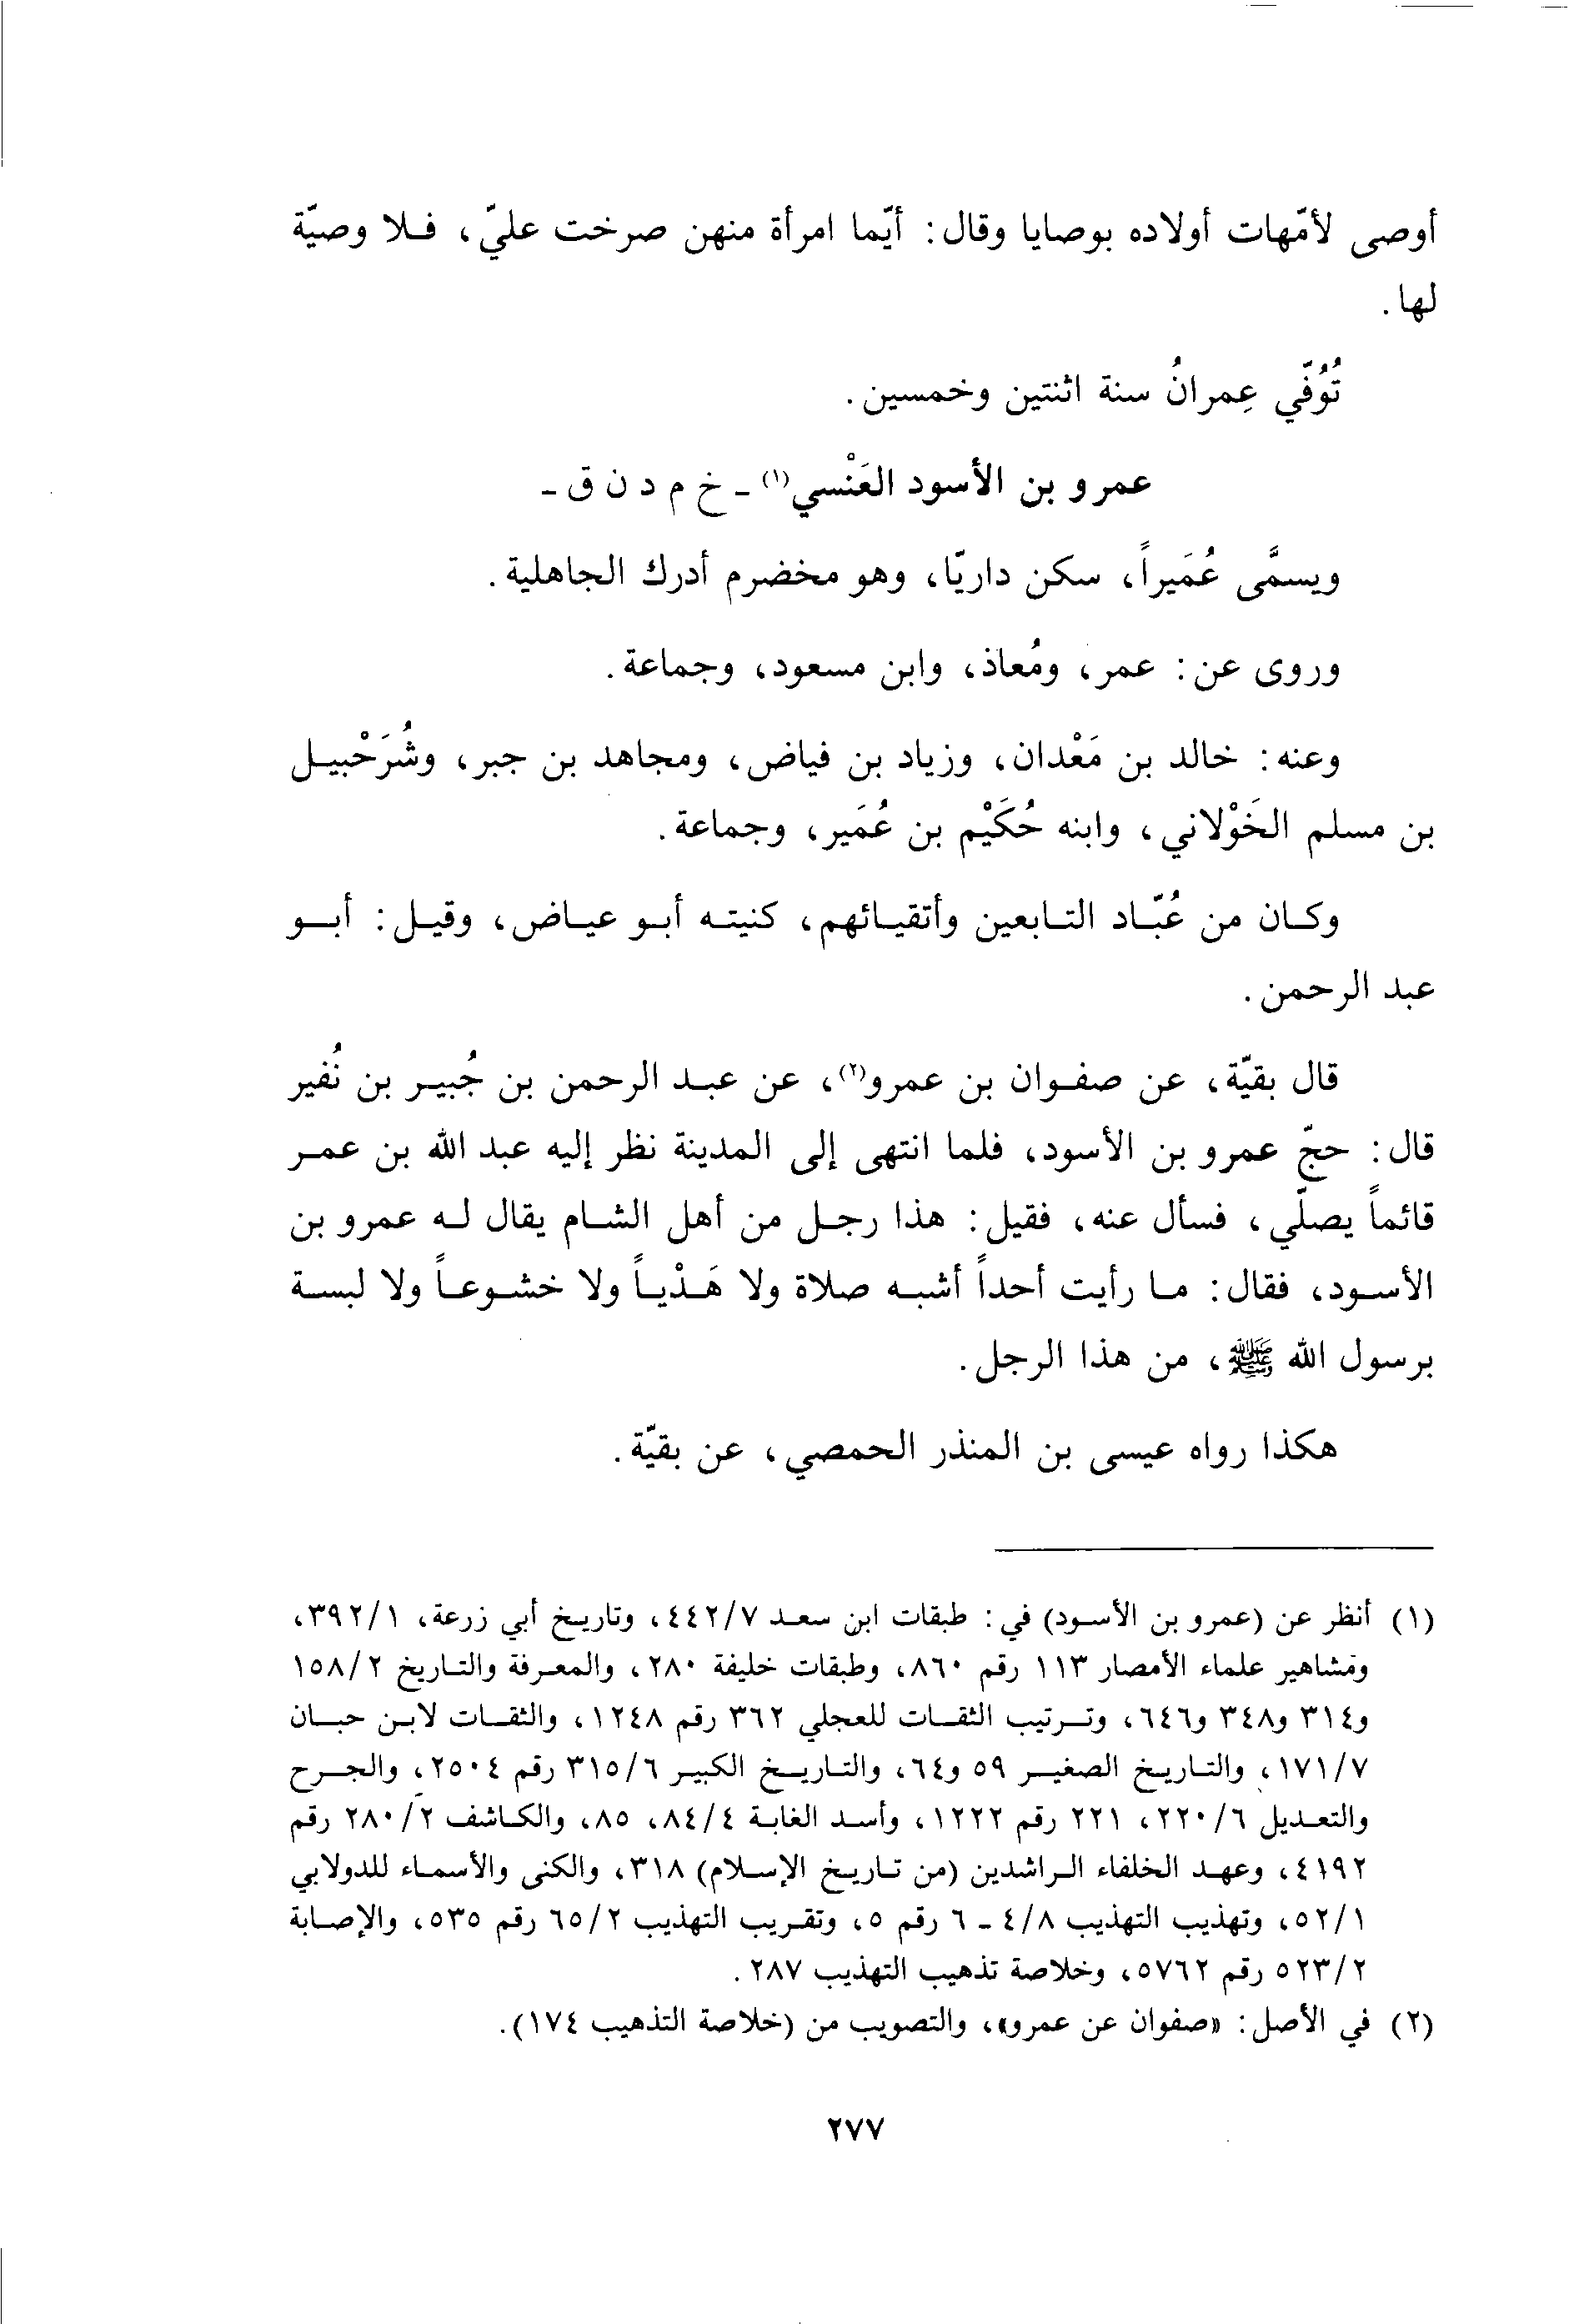 أوصى لأمّهات أولاده بوصايا وقال: أيّما امرأة منهن صرخت عليّ، فلا وصيّة
لها.
تُوُفّي عِمرانُ سنة اثنتين وخمسين.
عمرو بن الأسود العَنْسي(١) ـ خ م د ن ق ـ
ويسمَّى عُمَيراً، سكن داريّا، وهو مخضرم أدرك الجاهلية.
وروى عن: عمر، ومُعاذ، وابن مسعود، وجماعة.
وعنه: خالد بن مَعْدان، وزياد بن فياض، ومجاهد بن جبر، وشُرَحْبيل
بن مسلم الخَوْلاني، وابنه حُكَيْم بن عُمَير، وجماعة.
وكان من عُبّاد التابعين وأتقيائهم، كنيته أبو عياض، وقيل: أبو
عبد الرحمن.
قال بقيّة، عن صفوان بن عمرو(٢)، عن عبد الرحمن بن جُبير بن نُفير
قال: حجّ عمرو بن الأسود، فلما انتهى إلى المدينة نظر إليه عبد الله بن عمر
قائماً يصلّي، فسأل عنه، فقيل: هذا رجل من أهل الشام يقال له عمرو بن
الأسود، فقال: ما رأيت أحداً أشبه صلاة ولا هَذْياً ولا خشوعاً ولا لبسة
برسول الله ﷺ، من هذا الرجل.
هكذا رواه عيسى بن المنذر الحمصي، عن بقيّة.
(١) أنظر عن (عمرو بن الأسود) في: طبقات ابن سعد ٤٤٢/٧، وتاريخ أبي زرعة، ٣٩٢/١،
ومشاهير علماء الأمصار ١١٣ رقم ٨٦٠، وطبقات خليفة ٢٨٠، والمعرفة والتاريخ ١٥٨/٢
و٣١٤ و٣٤٨ و٦٤٦، وترتيب الثقات للعجلي ٣٦٢ رقم ١٢٤٨، والثقات لابن حبان
١٧١/٧، والتاريخ الصغير ٥٩ و٦٤، والتاريخ الكبير ٣١٥/٦ رقم ٢٥٠٤، والجرح
والتعديل ٢٢٠/٦، ٢٢١ رقم ١٢٢٢، وأسد الغابة ٨٤/٤، ٨٥، والكاشف ٢٨٠/٢ رقم
٤١٩٢، وعهد الخلفاء الراشدين (من تاريخ الإسلام) ٣١٨، والكنى والأسماء للدولابي
٥٢/١، وتهذيب التهذيب ٤/٨ ـ ٦ رقم ٥، وتقريب التهذيب ٦٥/٢ رقم ٥٣٥، والإصابة
٥٢٣/٢ رقم ٥٧٦٢، وخلاصة تذهيب التهذيب ٢٨٧.
(٢) في الأصل: «صفوان عن عمرو»، والتصويب من (خلاصة التذهيب ١٧٤).
٢٧٧